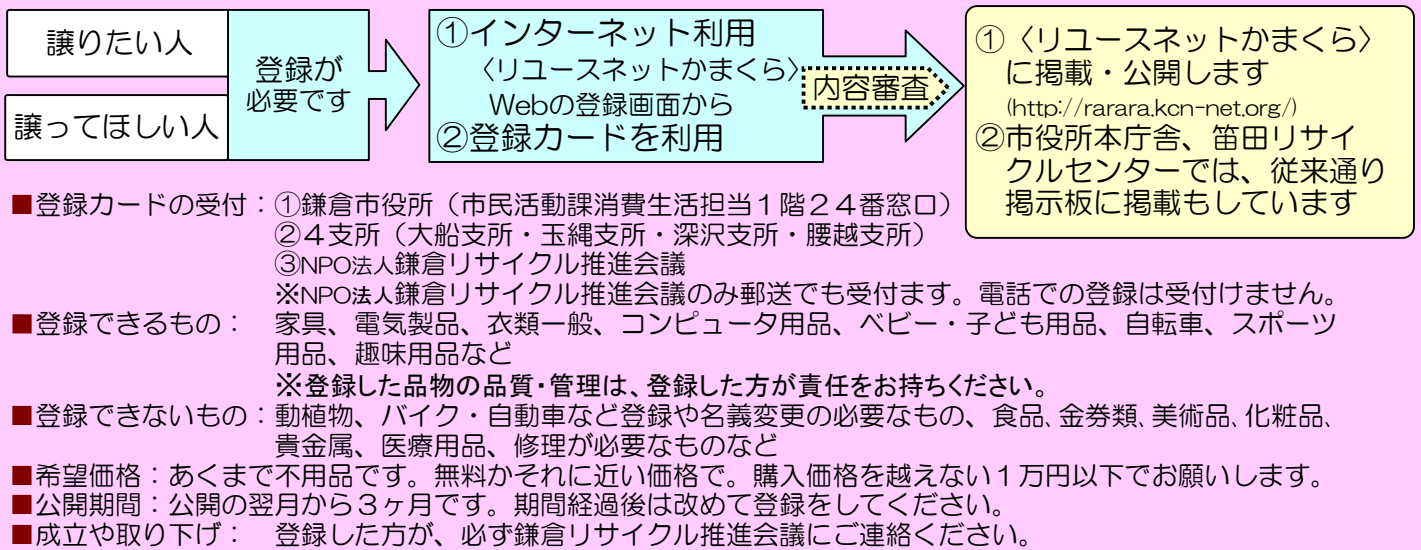 譲りたい人
譲ってほしい人
登録が
必要です
①インターネット利用
〈リユースネットかまくら〉
Webの登録画面から
②登録カードを利用
内容審査
①〈リユースネットかまくら〉
に掲載・公開します
(http://rarara.kcn-net.org/)
②市役所本庁舎、笛田リサイ
クルセンターでは、従来通り
掲示板に掲載もしています
■登録カードの受付：①鎌倉市役所（市民活動課消費生活担当１階２４番窓口）
②４支所（大船支所・玉縄支所・深沢支所・腰越支所）
③NPO法人鎌倉リサイクル推進会議
※NPO法人鎌倉リサイクル推進会議のみ郵送でも受付ます。電話での登録は受付けません。
■登録できるもの：　家具、電気製品、衣類一般、コンピュータ用品、ベビー・子ども用品、自転車、スポーツ
用品、趣味用品など
※登録した品物の品質・管理は、登録した方が責任をお持ちください。
■登録できないもの：動植物、バイク・自動車など登録や名義変更の必要なもの、食品、金券類、美術品、化粧品、
貴金属、医療用品、修理が必要なものなど
■希望価格：あくまで不用品です。無料かそれに近い価格で。購入価格を越えない１万円以下でお願いします。
■公開期間：公開の翌月から３ヶ月です。期間経過後は改めて登録をしてください。
■成立や取り下げ：　登録した方が、必ず鎌倉リサイクル推進会議にご連絡ください。